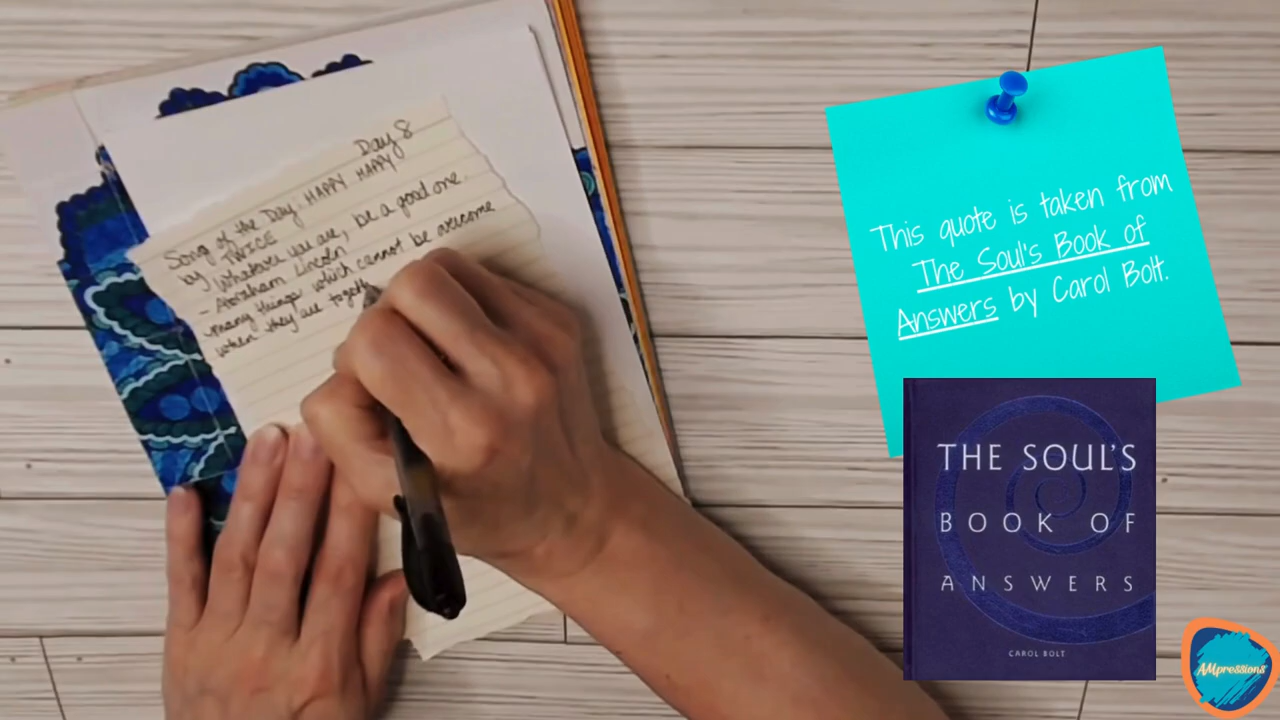 Day 8
Song of the Day: HAPPY HAPPY
by TWICE
Whatever you are, be a good one.
- Abraham Lincoln
many things which cannot be overcome
when they are togeth
This quote is taken from
The Soul's Book of
Answers by Carol Bolt.
THE SOUL'S
BOOK OF
ANSWERS
CAROL BOLT
AMpressions